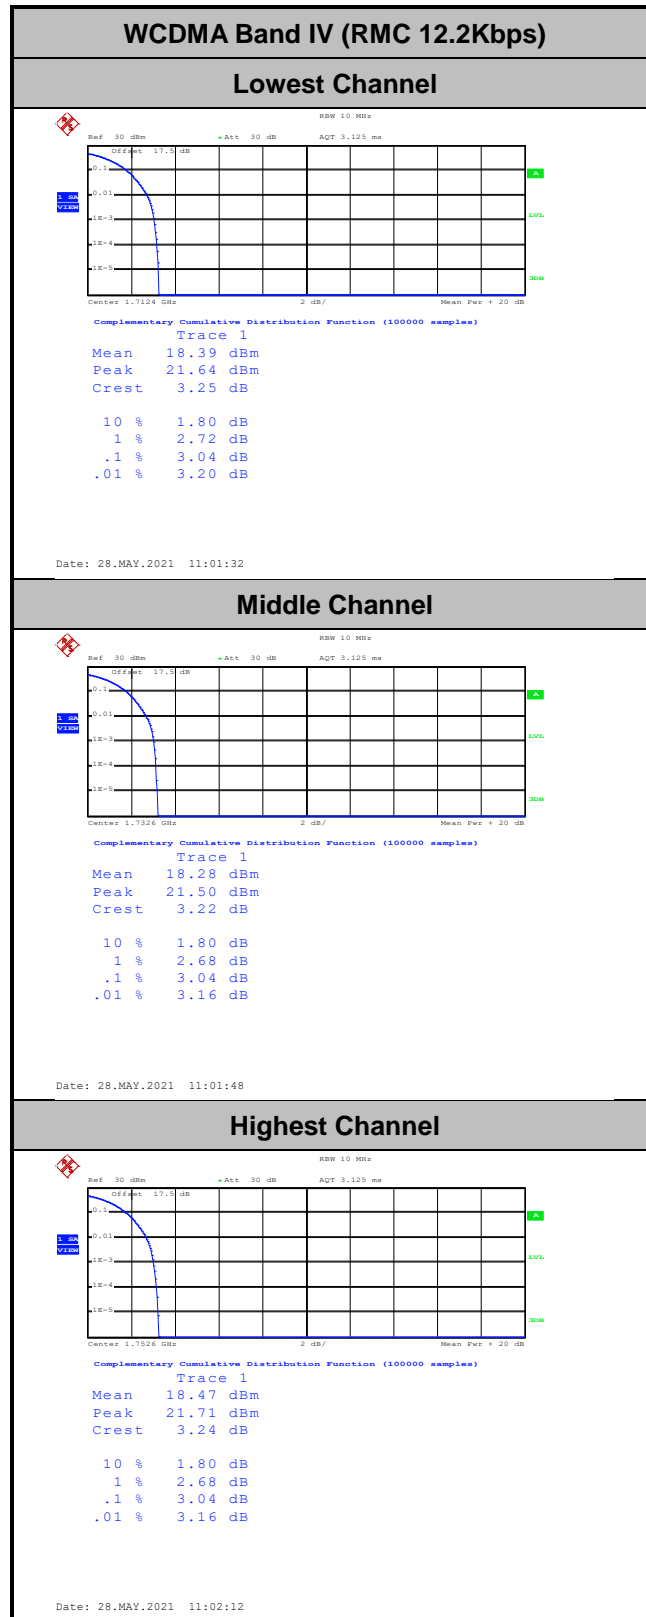 WCDMA Band IV (RMC 12.2Kbps)
Lowest Channel
RBW 10 MHz
Ref 30 dBm *Att 30 dB AQT 3.125 ms
Offset 17.5 dB
0.1
A
0.01
1 SA
VIEW
1E-3
LVL
1E-4
1E-5
3DB
Center 1.7124 GHz 2 dB/ Mean Pwr + 20 dB
Complementary Cumulative Distribution Function (100000 samples)
Trace 1
Mean 18.39 dBm
Peak 21.64 dBm
Crest 3.25 dB
10 % 1.80 dB
1 % 2.72 dB
.1 % 3.04 dB
.01 % 3.20 dB
Date: 28.MAY.2021 11:01:32
Middle Channel
RBW 10 MHz
Ref 30 dBm *Att 30 dB AQT 3.125 ms
Offset 17.5 dB
0.1
A
0.01
1 SA
VIEW
1E-3
LVL
1E-4
1E-5
3DB
Center 1.7326 GHz 2 dB/ Mean Pwr + 20 dB
Complementary Cumulative Distribution Function (100000 samples)
Trace 1
Mean 18.28 dBm
Peak 21.50 dBm
Crest 3.22 dB
10 % 1.80 dB
1 % 2.68 dB
.1 % 3.04 dB
.01 % 3.16 dB
Date: 28.MAY.2021 11:01:48
Highest Channel
RBW 10 MHz
Ref 30 dBm *Att 30 dB AQT 3.125 ms
Offset 17.5 dB
0.1
A
0.01
1 SA
VIEW
1E-3
LVL
1E-4
1E-5
3DB
Center 1.7526 GHz 2 dB/ Mean Pwr + 20 dB
Complementary Cumulative Distribution Function (100000 samples)
Trace 1
Mean 18.47 dBm
Peak 21.71 dBm
Crest 3.24 dB
10 % 1.80 dB
1 % 2.68 dB
.1 % 3.04 dB
.01 % 3.16 dB
Date: 28.MAY.2021 11:02:12